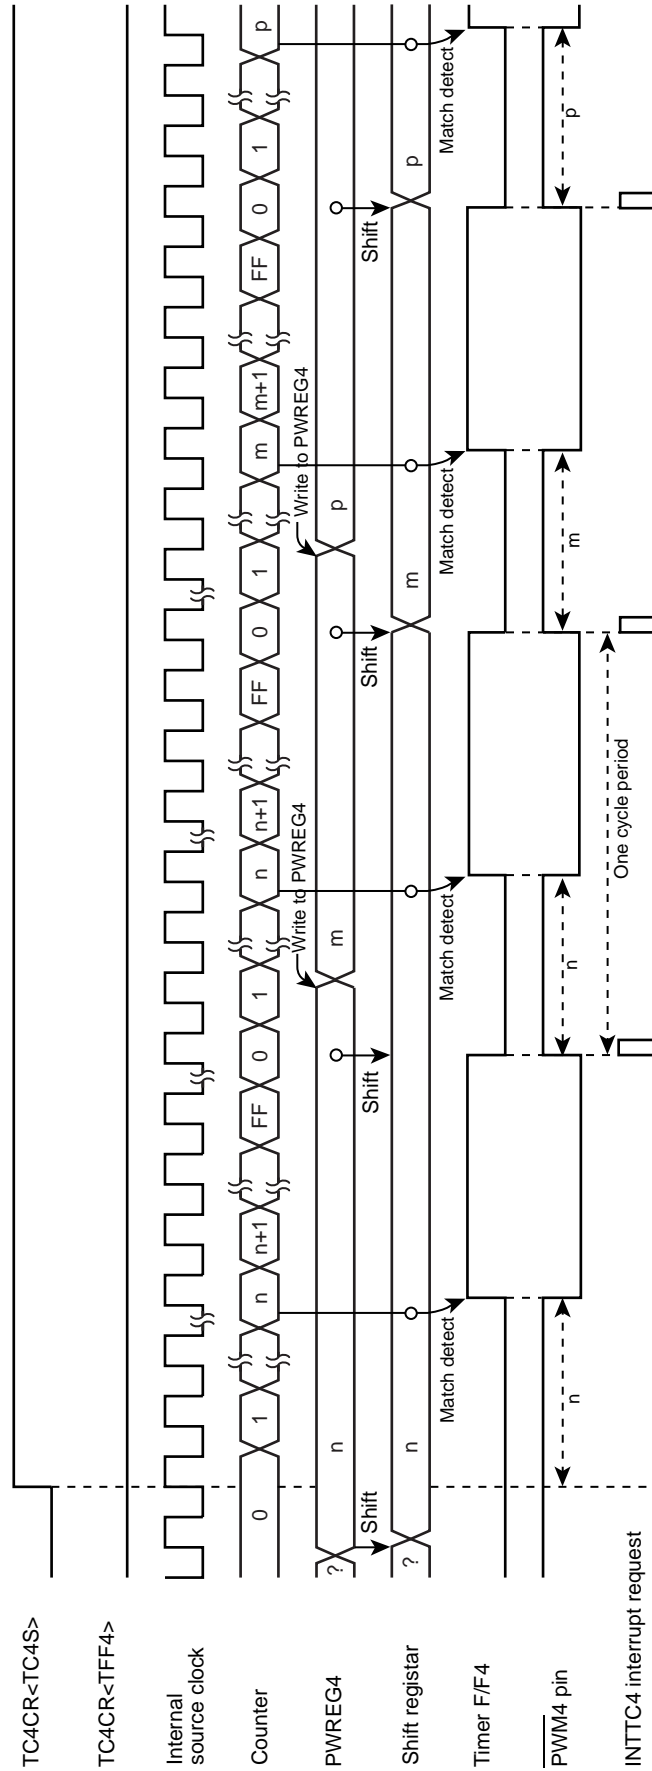 TC4CR<TC4S>
TC4CR<TFF4>
Internal
source clock
Counter
0 1 n n+1 FF 0 1 n n+1 FF 0 1 m m+1 FF 0 1 p
Write to PWREG4
Write to PWREG4
PWREG4
? n m p
Shift
Shift
Shift
Shift
Shift registar
? n m p
Match detect
Match detect
Match detect
Match detect
Timer F/F4
PWM4 pin
n n m p
One cycle period
INTTC4 interrupt request